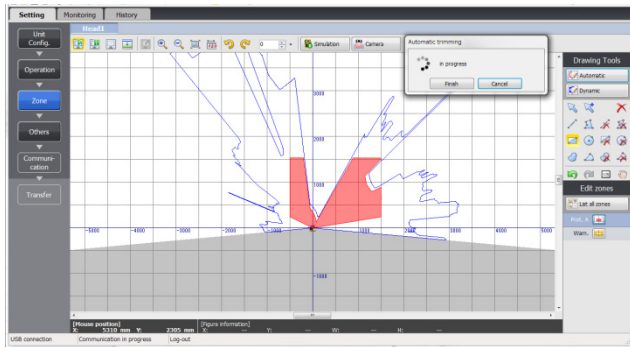 Setting Monitoring History
Unit
Config.
Operation
Zone
Others
Communi-
cation
Transfer
Head1
0
Simulation
Camera
Automatic trimming
in progress
Finish Cancel
Drawing Tools
Automatic
Dynamic
Edit zones
List all zones
Prot. A
Warn.
3000
2000
1000
-5000 -4000 -3000 -2000 -1000 0 1000 2000 3000 4000 5000
-1000
[Mouse position] [Figure information]
X: 5310 mm Y: 2305 mm X: --- Y: --- W: --- H: ---
USB connection Communication in progress Log-out